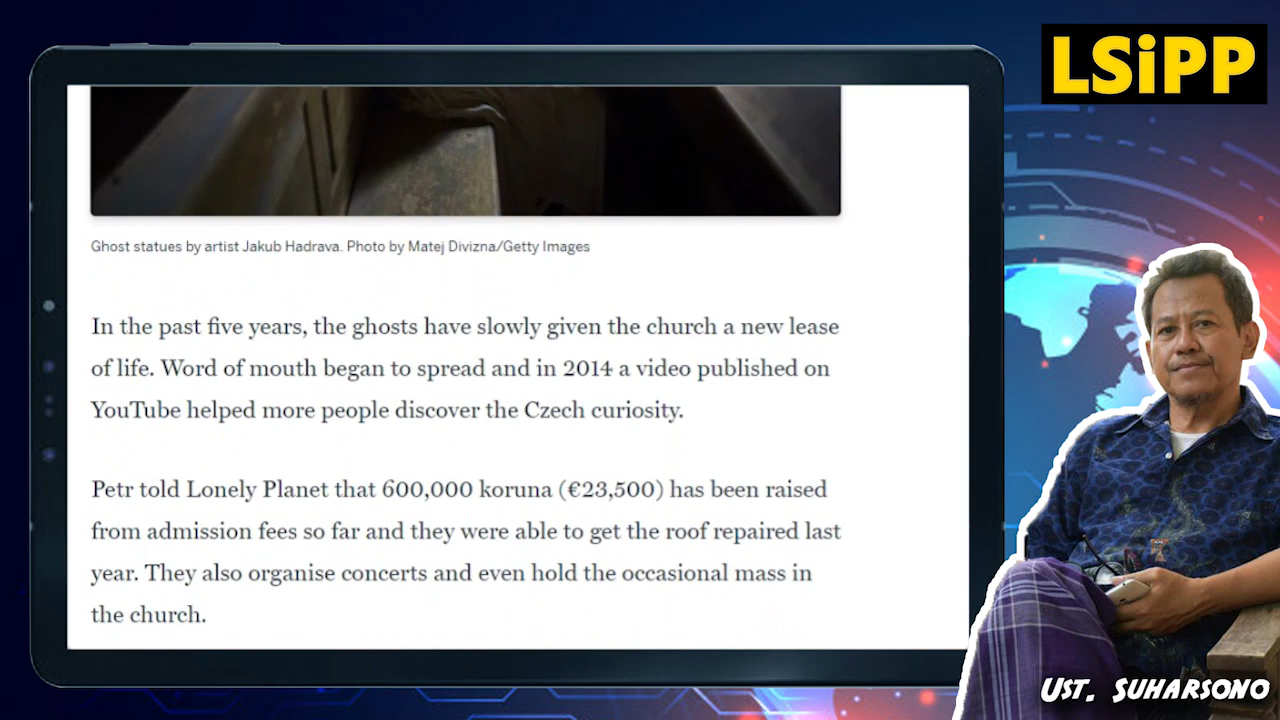 LSiPP
Ghost statues by artist Jakub Hadrava. Photo by Matej Divizna/Getty Images
In the past five years, the ghosts have slowly given the church a new lease
of life. Word of mouth began to spread and in 2014 a video published on
YouTube helped more people discover the Czech curiosity.
Petr told Lonely Planet that 600,000 koruna (€23,500) has been raised
from admission fees so far and they were able to get the roof repaired last
year. They also organise concerts and even hold the occasional mass in
the church.
UST. SUHARSONO